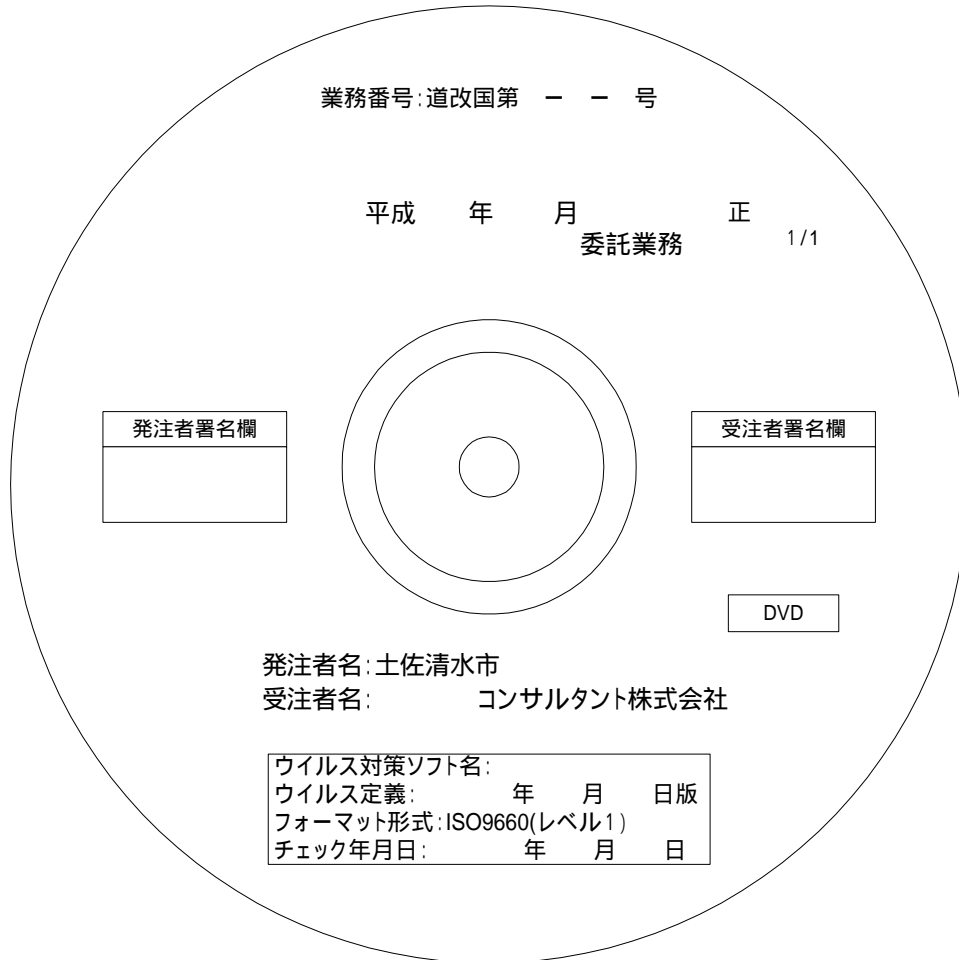 業務番号:道改国第　－　－　号
平成　　年　　月　　　　　　正
委託業務　　　　1/1
発注者署名欄
受注者署名欄
DVD
発注者名:土佐清水市
受注者名:　　　　コンサルタント株式会社
ウイルス対策ソフト名:
ウイルス定義:　　　　年　　月　　日版
フォーマット形式:ISO9660(レベル1)
チェック年月日:　　　　年　　月　　日